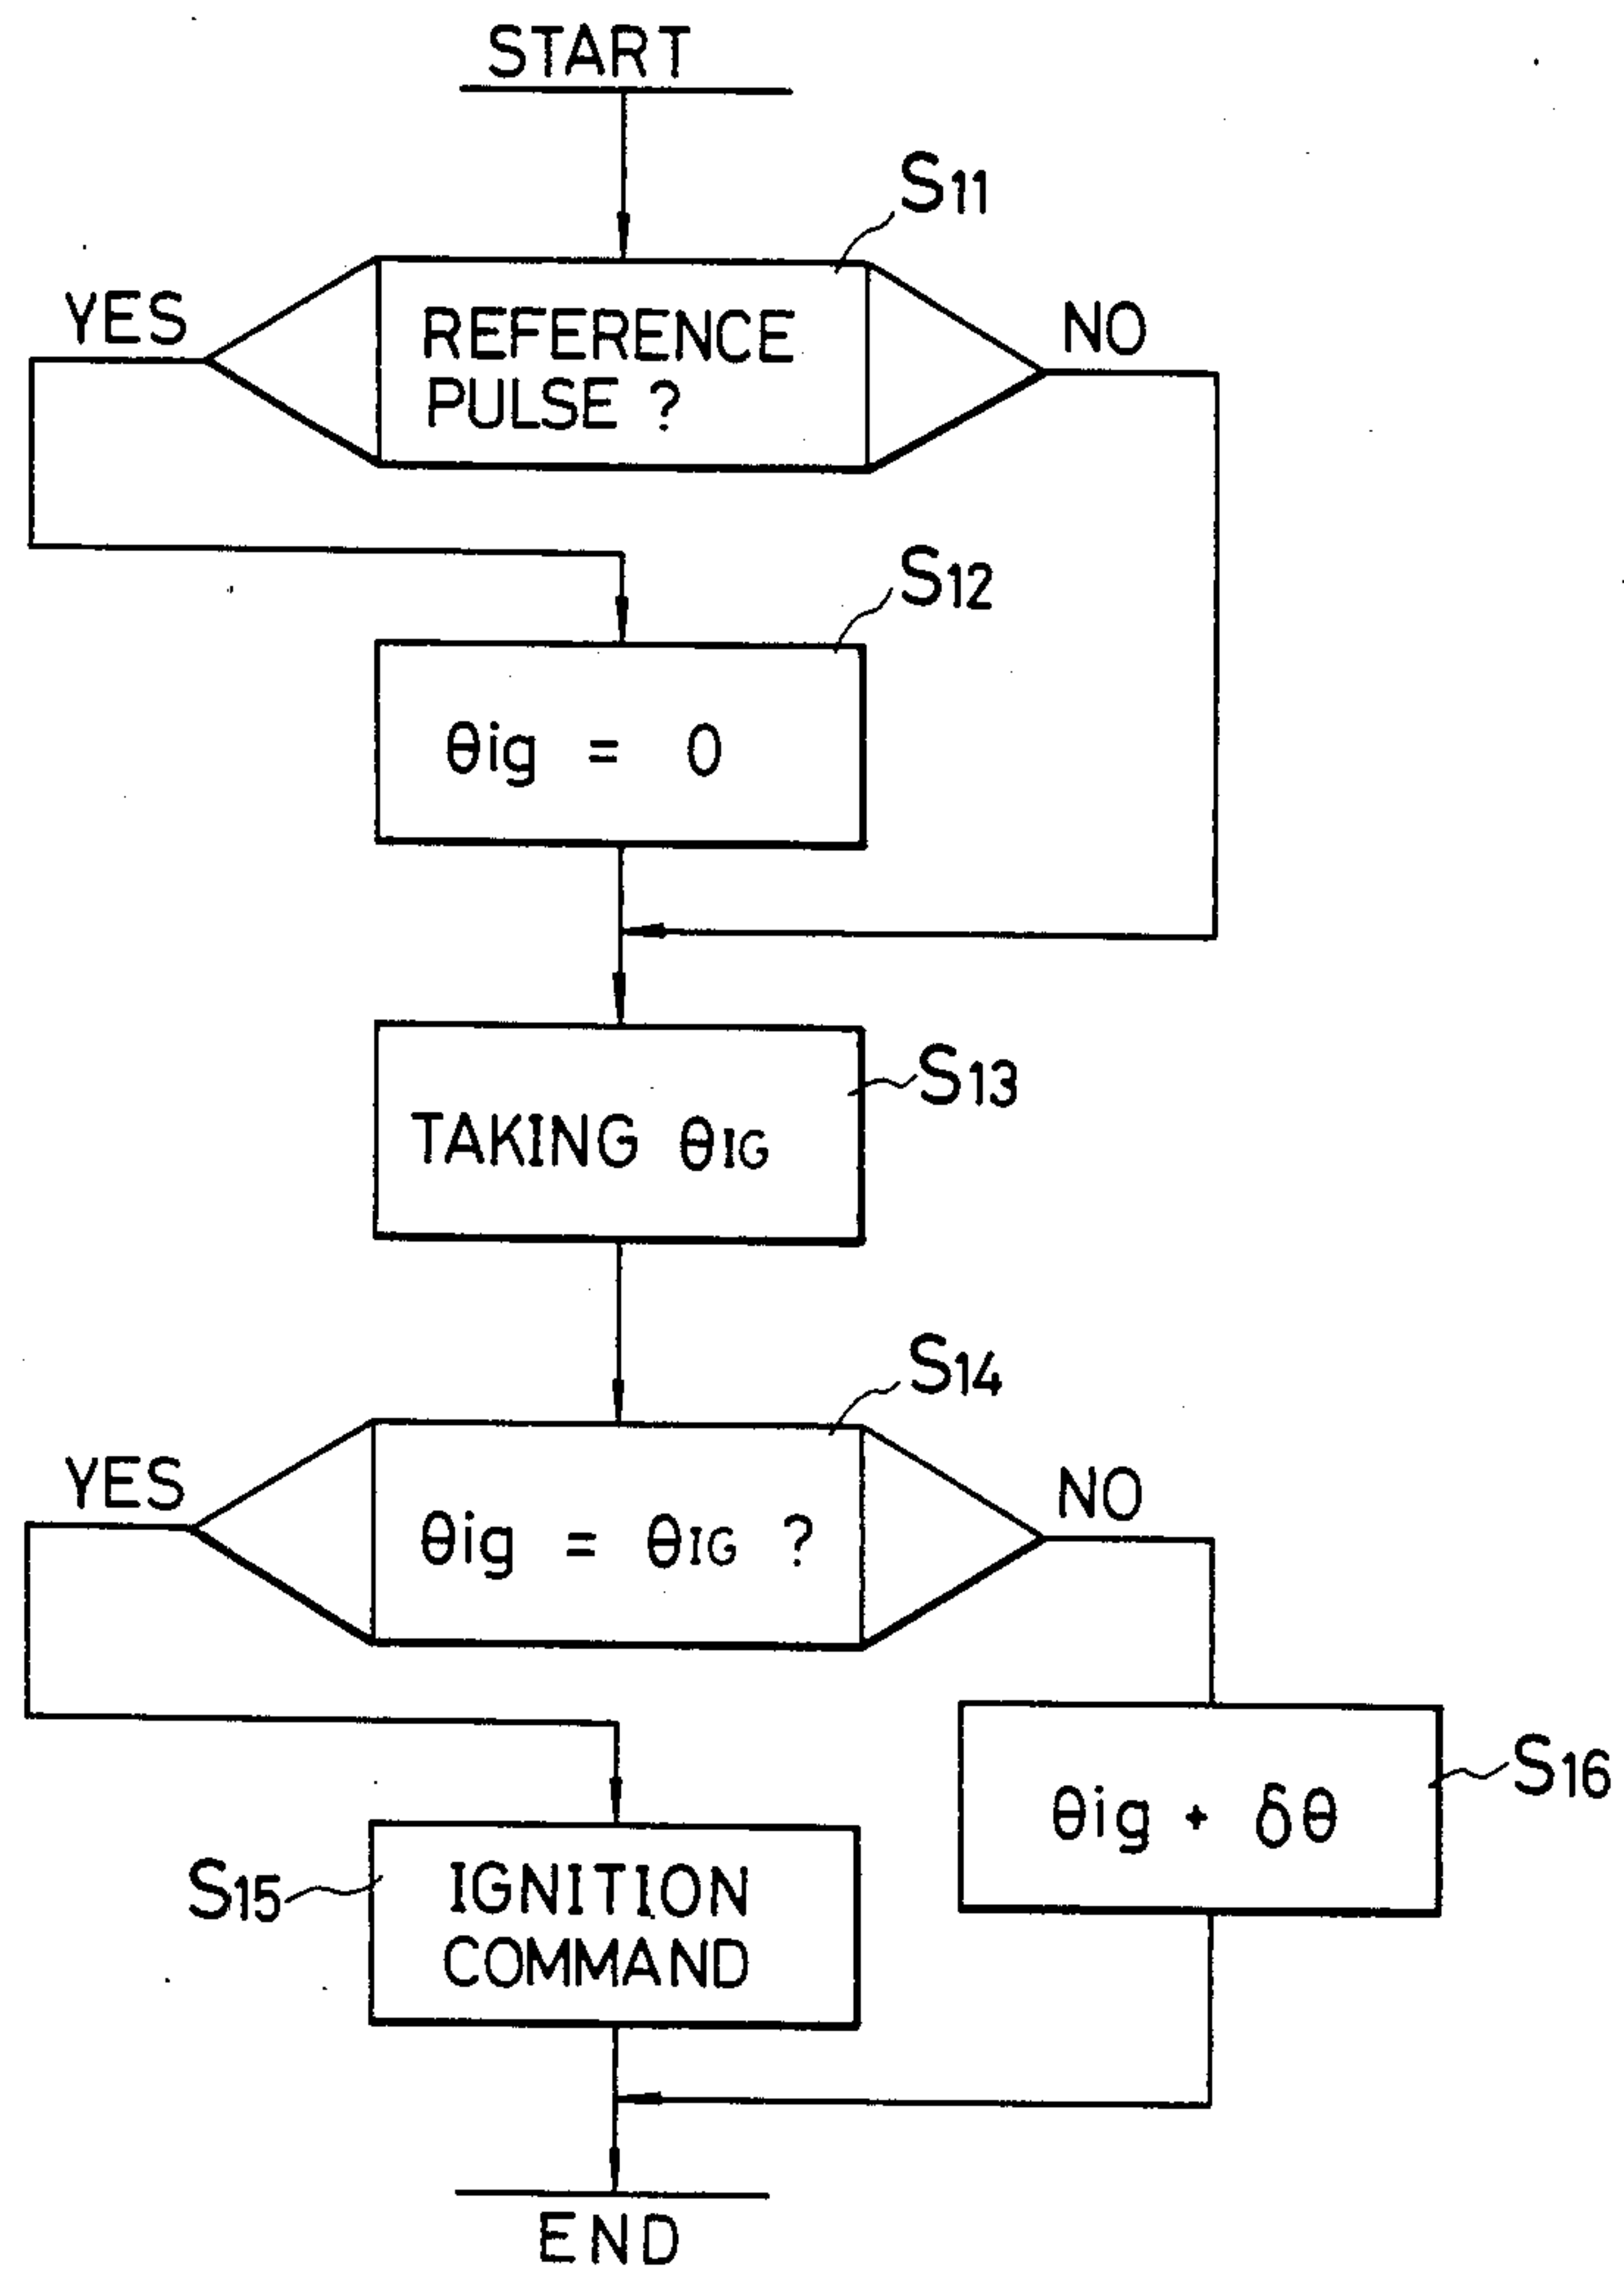 START
S11
YES
REFERENCE
PULSE ?
NO
S12
θig = 0
S13
TAKING θIG
S14
YES
θig = θIG ?
NO
S16
θig + δθ
S15
IGNITION
COMMAND
END